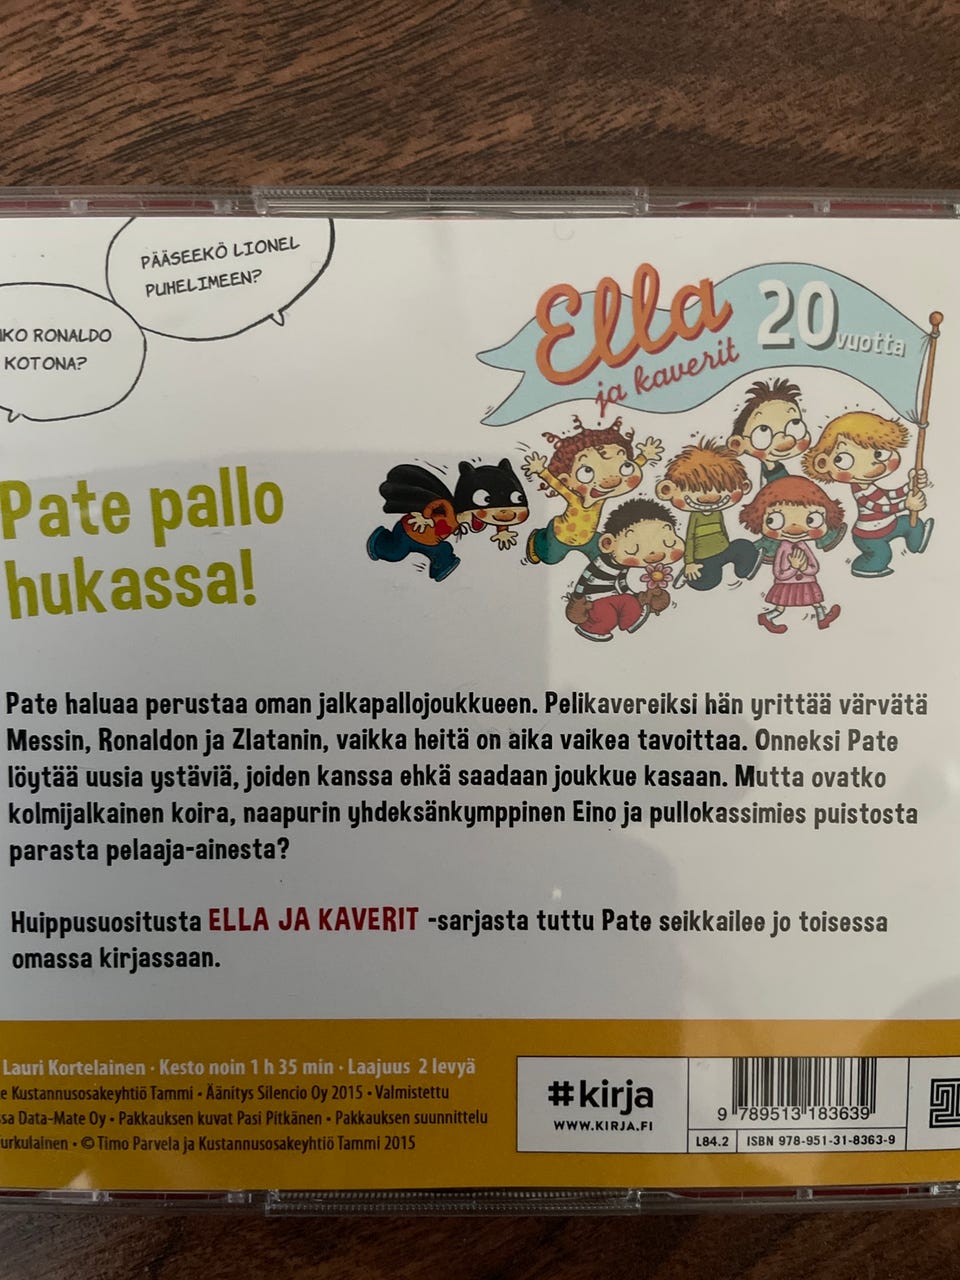 PÄÄSEEKÖ LIONEL
PUHELIMEEN?
RONALDO
KOTONA?
Ella
ja kaverit
20
vuotta
Pate pallo
hukassa!
Pate haluaa perustaa oman jalkapallojoukkueen. Pelikavereiksi hän yrittää värvätä
Messin, Ronaldon ja Zlatanin, vaikka heitä on aika vaikea tavoittaa. Onneksi Pate
löytää uusia ystäviä, joiden kanssa ehkä saadaan joukkue kasaan. Mutta ovatko
kolmijalkainen koira, naapurin yhdeksänkymppinen Eino ja pullokassimies puistosta
parasta pelaaja-ainesta?
Huippusuositusta ELLA JA KAVERIT -sarjasta tuttu Pate seikkailee jo toisessa
omassa kirjassaan.
Lauri Kortelainen · Kesto noin 1 h 35 min · Laajuus 2 levyä
Kustannusosakeyhtiö Tammi • Äänitys Silencio Oy 2015 • Valmistettu
Data-Mate Oy • Pakkauksen kuvat Pasi Pitkänen • Pakkauksen suunnittelu
• © Timo Parvela ja Kustannusosakeyhtiö Tammi 2015
#kirja
WWW.KIRJA.FI
9 789513 183639
L84.2
ISBN 978-951-31-8363-9